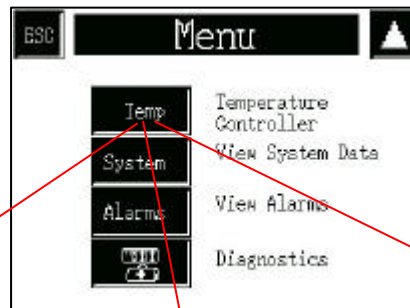 ESC
Menu
Temp
Temperature
Controller
System
View System Data
Alarms
View Alarms
Diagnostics